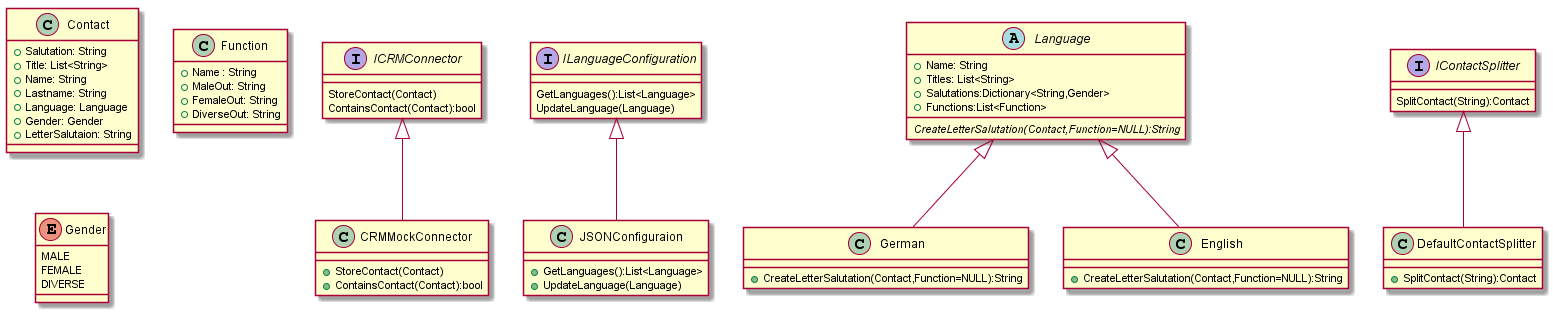 C Contact
Salutation: String
Title: List<String>
Name: String
Lastname: String
Language: Language
Gender: Gender
LetterSalutaion: String
C Function
Name : String
MaleOut: String
FemaleOut: String
DiverseOut: String
I ICRMConnector
StoreContact(Contact)
ContainsContact(Contact):bool
I ILanguageConfiguration
GetLanguages():List<Language>
UpdateLanguage(Language)
A Language
Name: String
Titles: List<String>
Salutations:Dictionary<String,Gender>
Functions:List<Function>
CreateLetterSalutation(Contact,Function=NULL):String
I IContactSplitter
SplitContact(String):Contact
E Gender
MALE
FEMALE
DIVERSE
C CRMMockConnector
StoreContact(Contact)
ContainsContact(Contact):bool
C JSONConfiguraion
GetLanguages():List<Language>
UpdateLanguage(Language)
C German
CreateLetterSalutation(Contact,Function=NULL):String
C English
CreateLetterSalutation(Contact,Function=NULL):String
C DefaultContactSplitter
SplitContact(String):Contact